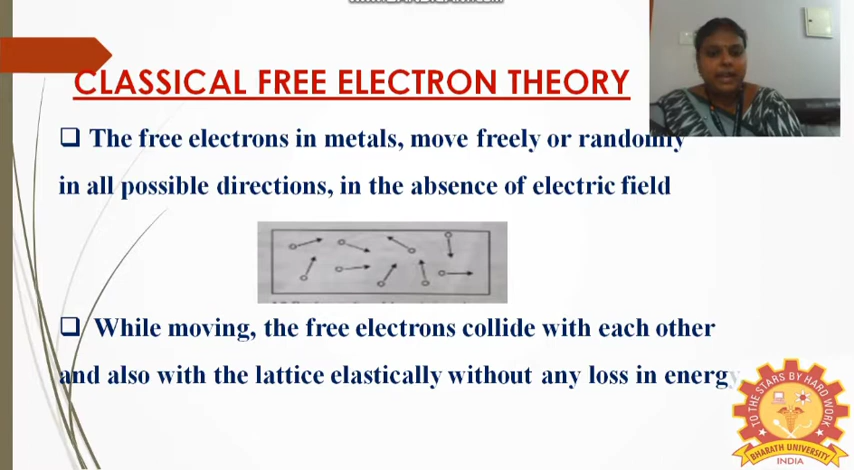 CLASSICAL FREE ELECTRON THEORY
❑ The free electrons in metals, move freely or randomly
in all possible directions, in the absence of electric field
❑ While moving, the free electrons collide with each other
and also with the lattice elastically without any loss in energy
TO THE STARS BY HARD WORK
BHARATH UNIVERSITY
INDIA